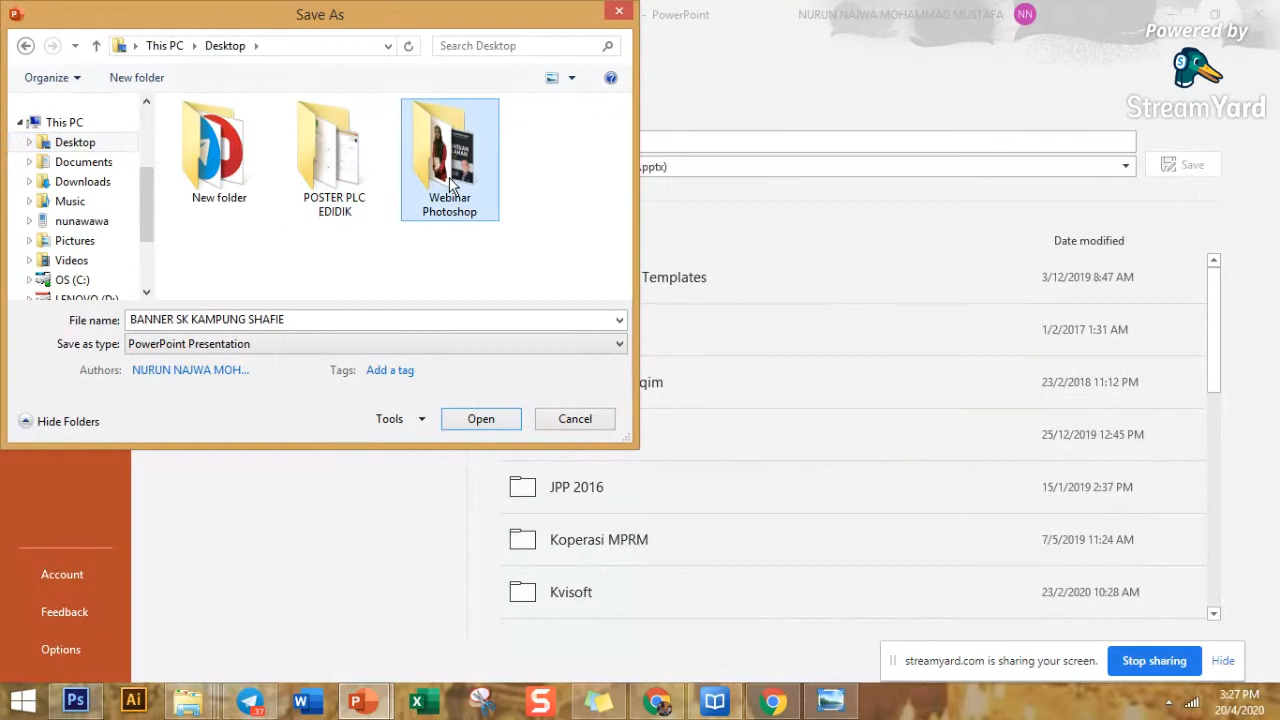 Save As
- PowerPoint
NURUN NAJWA MOHAMMAD MUSTAFA
NN
Powered by
StreamYard
This PC
Desktop
Search Desktop
Organize
New folder
This PC
Desktop
Documents
Downloads
Music
nunawawa
Pictures
Videos
OS (C:)
LENOVO (D:)
New folder
POSTER PLC
EDIDIK
Webinar
Photoshop
File name:
BANNER SK KAMPUNG SHAFIE
Save as type:
PowerPoint Presentation
Authors:
NURUN NAJWA MOH...
Tags:
Add a tag
Hide Folders
Tools
Open
Cancel
.pptx)
Save
Date modified
Templates
3/12/2019 8:47 AM
1/2/2017 1:31 AM
qim
23/2/2018 11:12 PM
25/12/2019 12:45 PM
JPP 2016
15/1/2019 2:37 PM
Koperasi MPRM
7/5/2019 11:24 AM
Kvisoft
23/2/2020 10:28 AM
Account
Feedback
Options
streamyard.com is sharing your screen.
Stop sharing
Hide
Ps
Ai
37
3:27 PM
20/4/2020